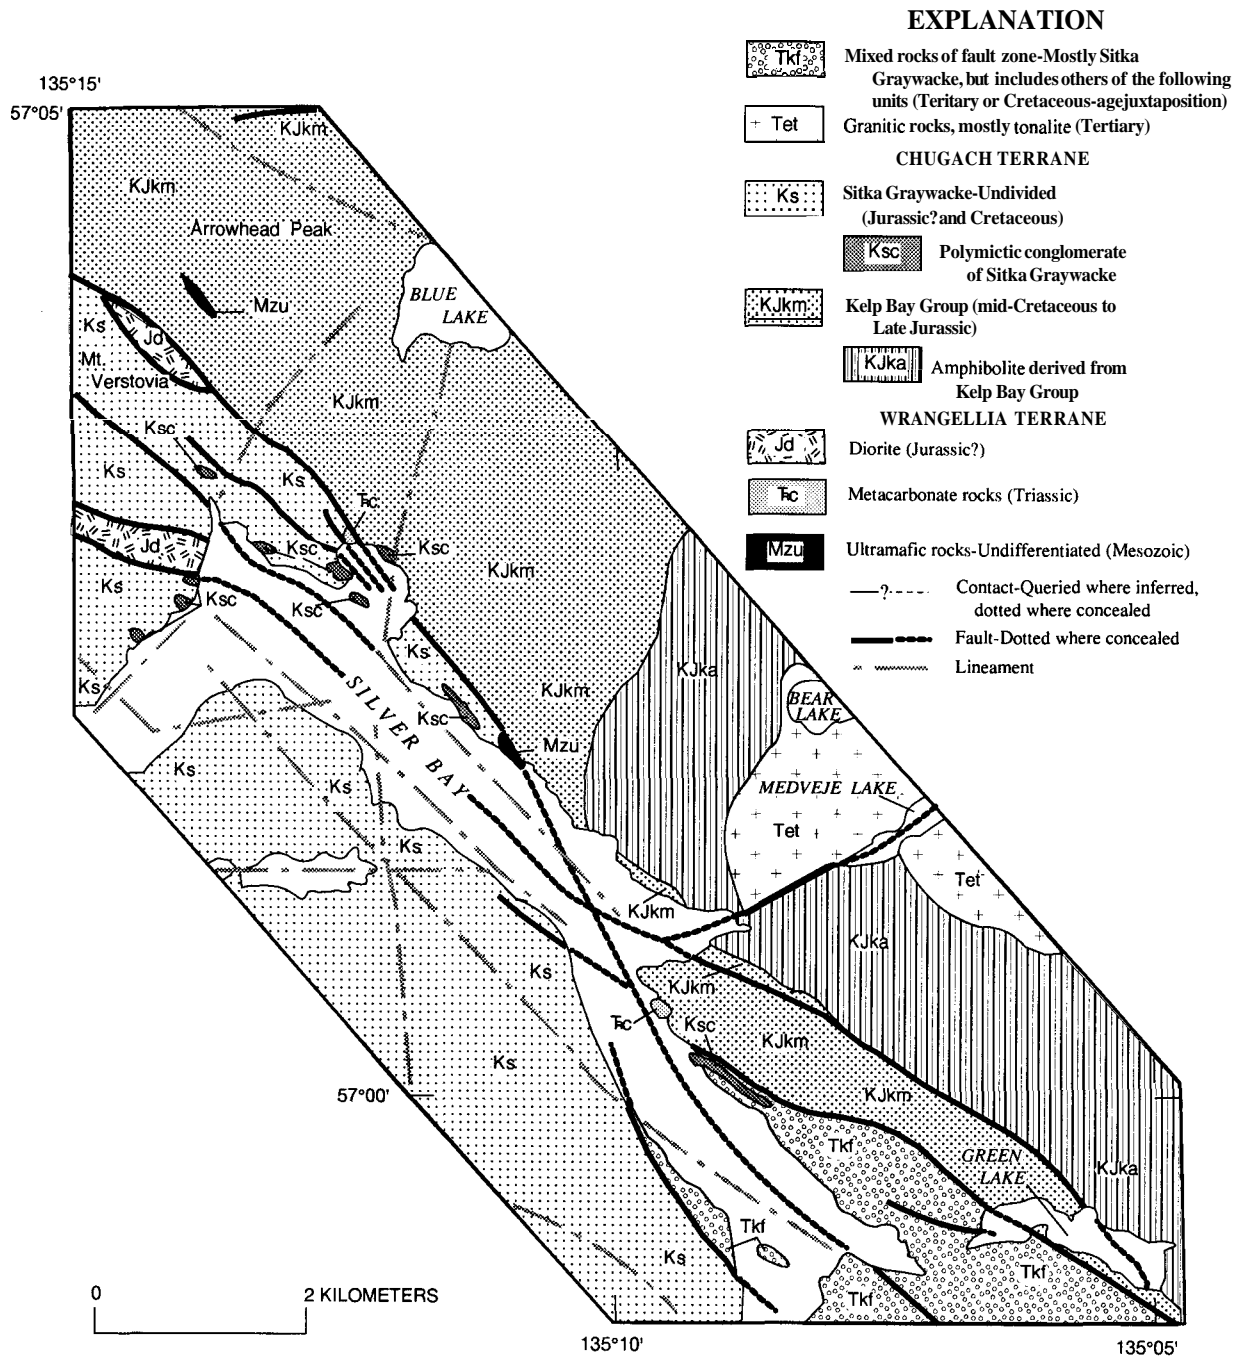 EXPLANATION
Tkf
Mixed rocks of fault zone-Mostly Sitka
Graywacke, but includes others of the following
units (Teritary or Cretaceous-agejuxtaposition)
+ Tet
Granitic rocks, mostly tonalite (Tertiary)
CHUGACH TERRANE
Ks
Sitka Graywacke-Undivided
(Jurassic? and Cretaceous)
Ksc
Polymictic conglomerate
of Sitka Graywacke
KJkm
Kelp Bay Group (mid-Cretaceous to
Late Jurassic)
KJka
Amphibolite derived from
Kelp Bay Group
WRANGELLIA TERRANE
Jd
Diorite (Jurassic?)
Ꞃc
Metacarbonate rocks (Triassic)
Mzu
Ultramafic rocks-Undifferentiated (Mesozoic)
?
Contact-Queried where inferred,
dotted where concealed
Fault-Dotted where concealed
Lineament
135°15'
57°05'
KJkm
KJkm
Arrowhead Peak
Mzu
BLUE
LAKE
Ks
Jd
Mt.
Verstovia
KJkm
Ksc
Ks
Ks
Ꞃc
Jd
Ksc
Ksc
KJkm
Ks
Ksc
Ksc
Ks
KJka
Ks
KJkm
Ksc
SILVER BAY
Mzu
BEAR
LAKE
Ks
Ks
MEDVEJE LAKE
Tet
Ks
Tet
KJkm
KJka
Ks
KJkm
Ꞃc
Ksc
KJkm
Ks
57°00'
KJkm
Tkf
GREEN
LAKE
KJka
Tkf
Ks
Tkf
Tkf
0
2 KILOMETERS
135°10'
135°05'